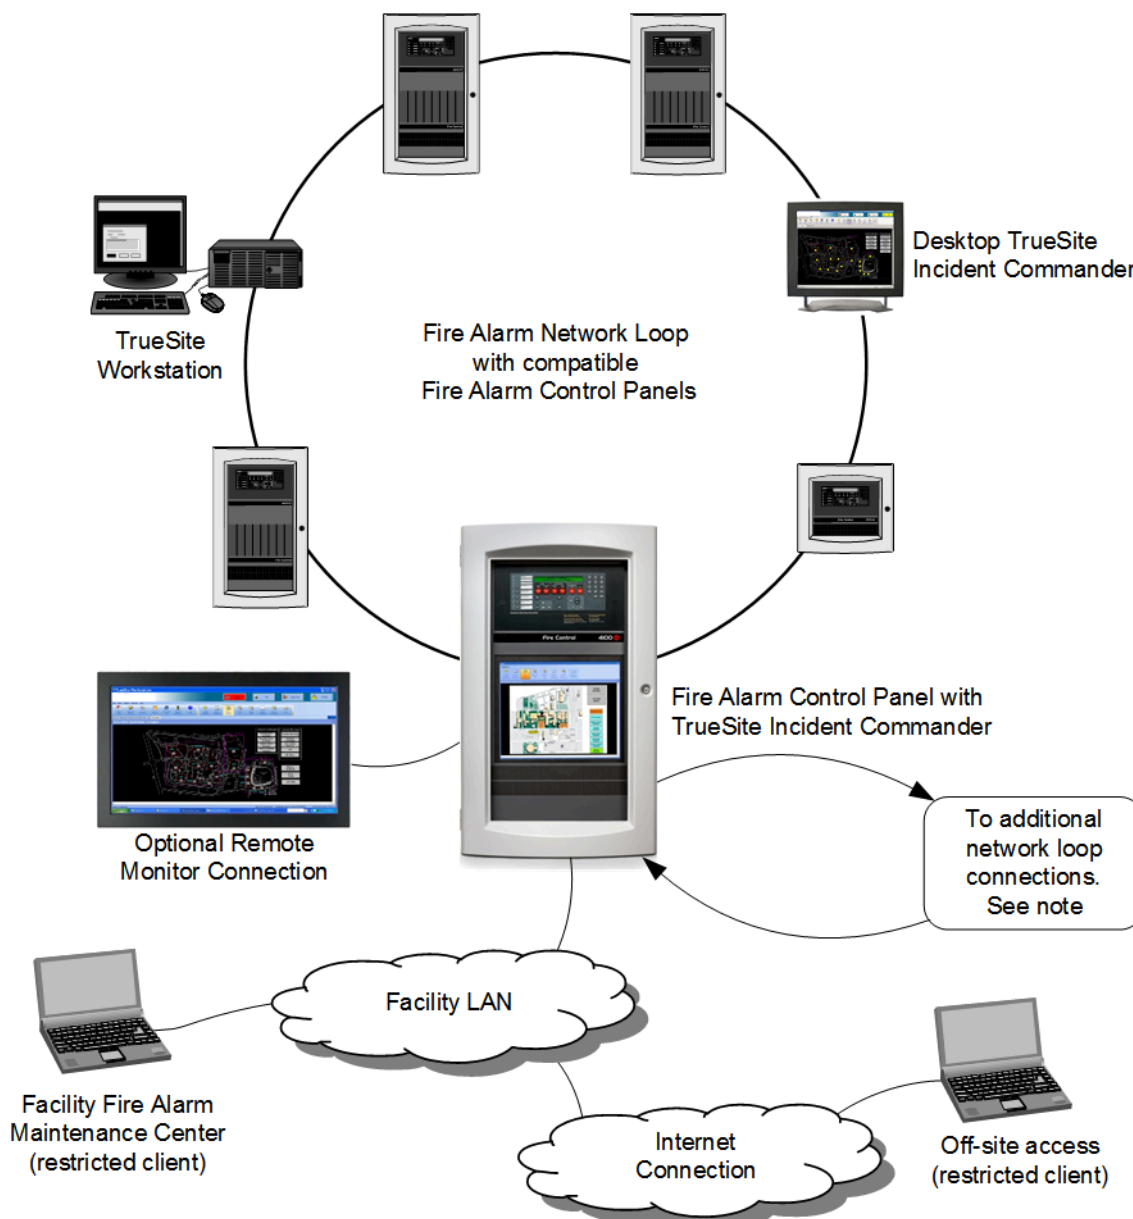 Desktop TrueSite
Incident Commander
TrueSite
Workstation
Fire Alarm Network Loop
with compatible
Fire Alarm Control Panels
Fire Control 4100
Fire Alarm Control Panel with
TrueSite Incident Commander
Optional Remote
Monitor Connection
To additional
network loop
connections.
See note
Facility LAN
Facility Fire Alarm
Maintenance Center
(restricted client)
Internet
Connection
Off-site access
(restricted client)